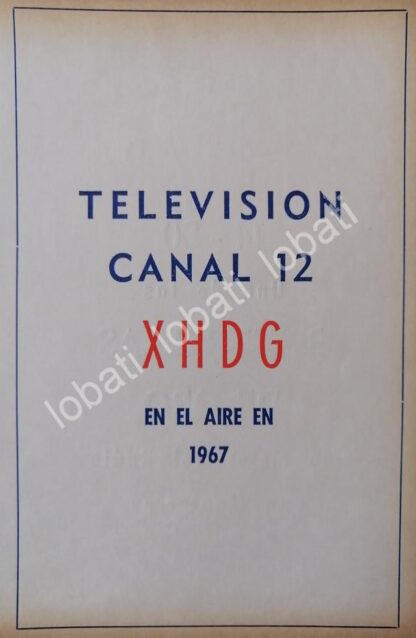 TELEVISION
CANAL 12
XHDG
EN EL AIRE EN
1967
lobati lobati lobati